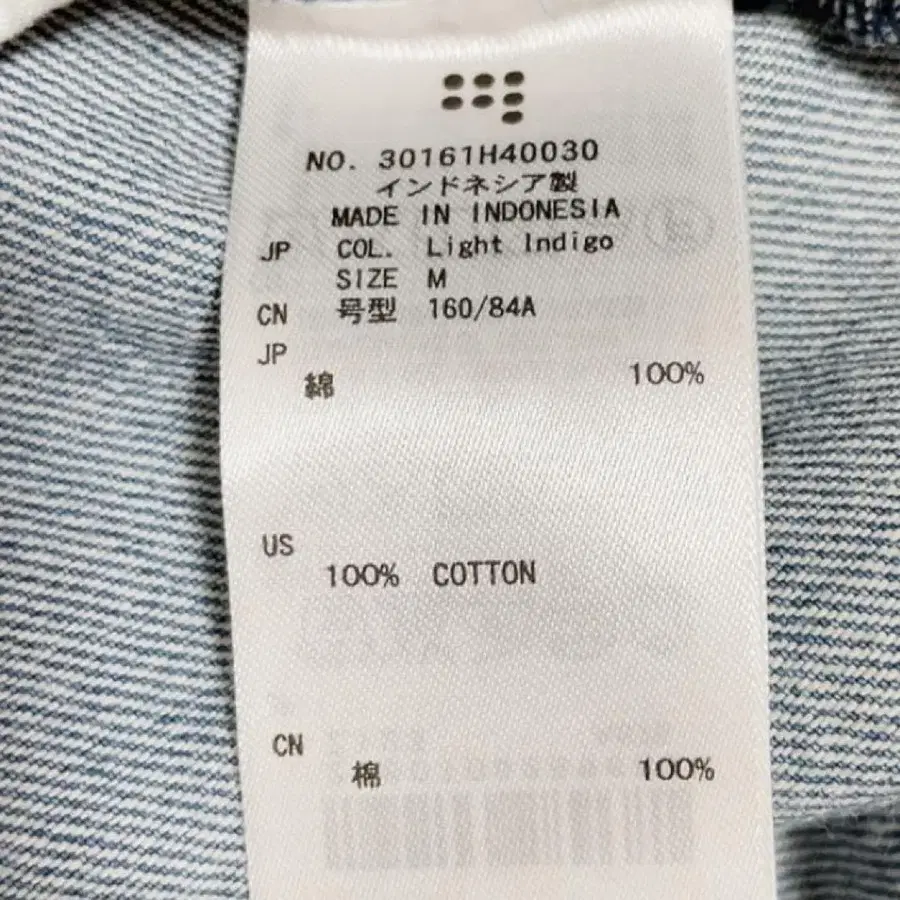 NO. 30161H40030
インドネシア製
MADE IN INDONESIA
JP COL. Light Indigo
SIZE M
CN 号型 160/84A
JP
綿 100%
US
100% COTTON
CN
棉 100%